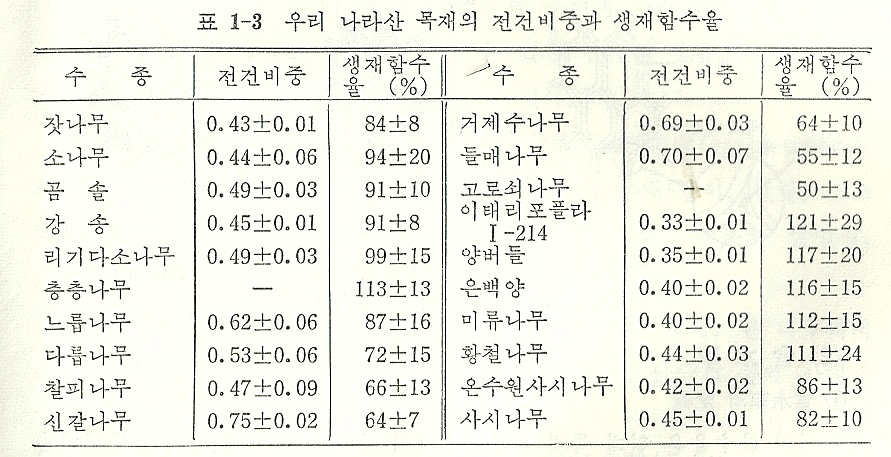 표 1-3 우리 나라산 목재의 전건비중과 생재함수율
수 종 전건비중 생재함수율 (%) 수 종 전건비중 생재함수율 (%)
잣나무 0.43±0.01 84±8 거제수나무 0.69±0.03 64±10
소나무 0.44±0.06 94±20 들매나무 0.70±0.07 55±12
곰 솔 0.49±0.03 91±10 고로쇠나무 — 50±13
강 송 0.45±0.01 91±8 이태리포플라 I-214 0.33±0.01 121±29
리기다소나무 0.49±0.03 99±15 양버들 0.35±0.01 117±20
층층나무 — 113±13 은백양 0.40±0.02 116±15
느릅나무 0.62±0.06 87±16 미류나무 0.40±0.02 112±15
다릅나무 0.53±0.06 72±15 황철나무 0.44±0.03 111±24
찰피나무 0.47±0.09 66±13 은수원사시나무 0.42±0.02 86±13
신갈나무 0.75±0.02 64±7 사시나무 0.45±0.01 82±10